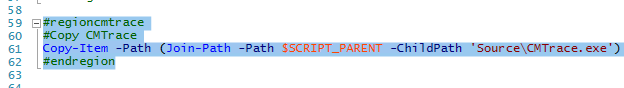 58
59 #regioncmtrace
60 #Copy CMTrace
61 Copy-Item -Path (Join-Path -Path $SCRIPT_PARENT -ChildPath 'Source\CMTrace.exe')
62 #endregion
63
64